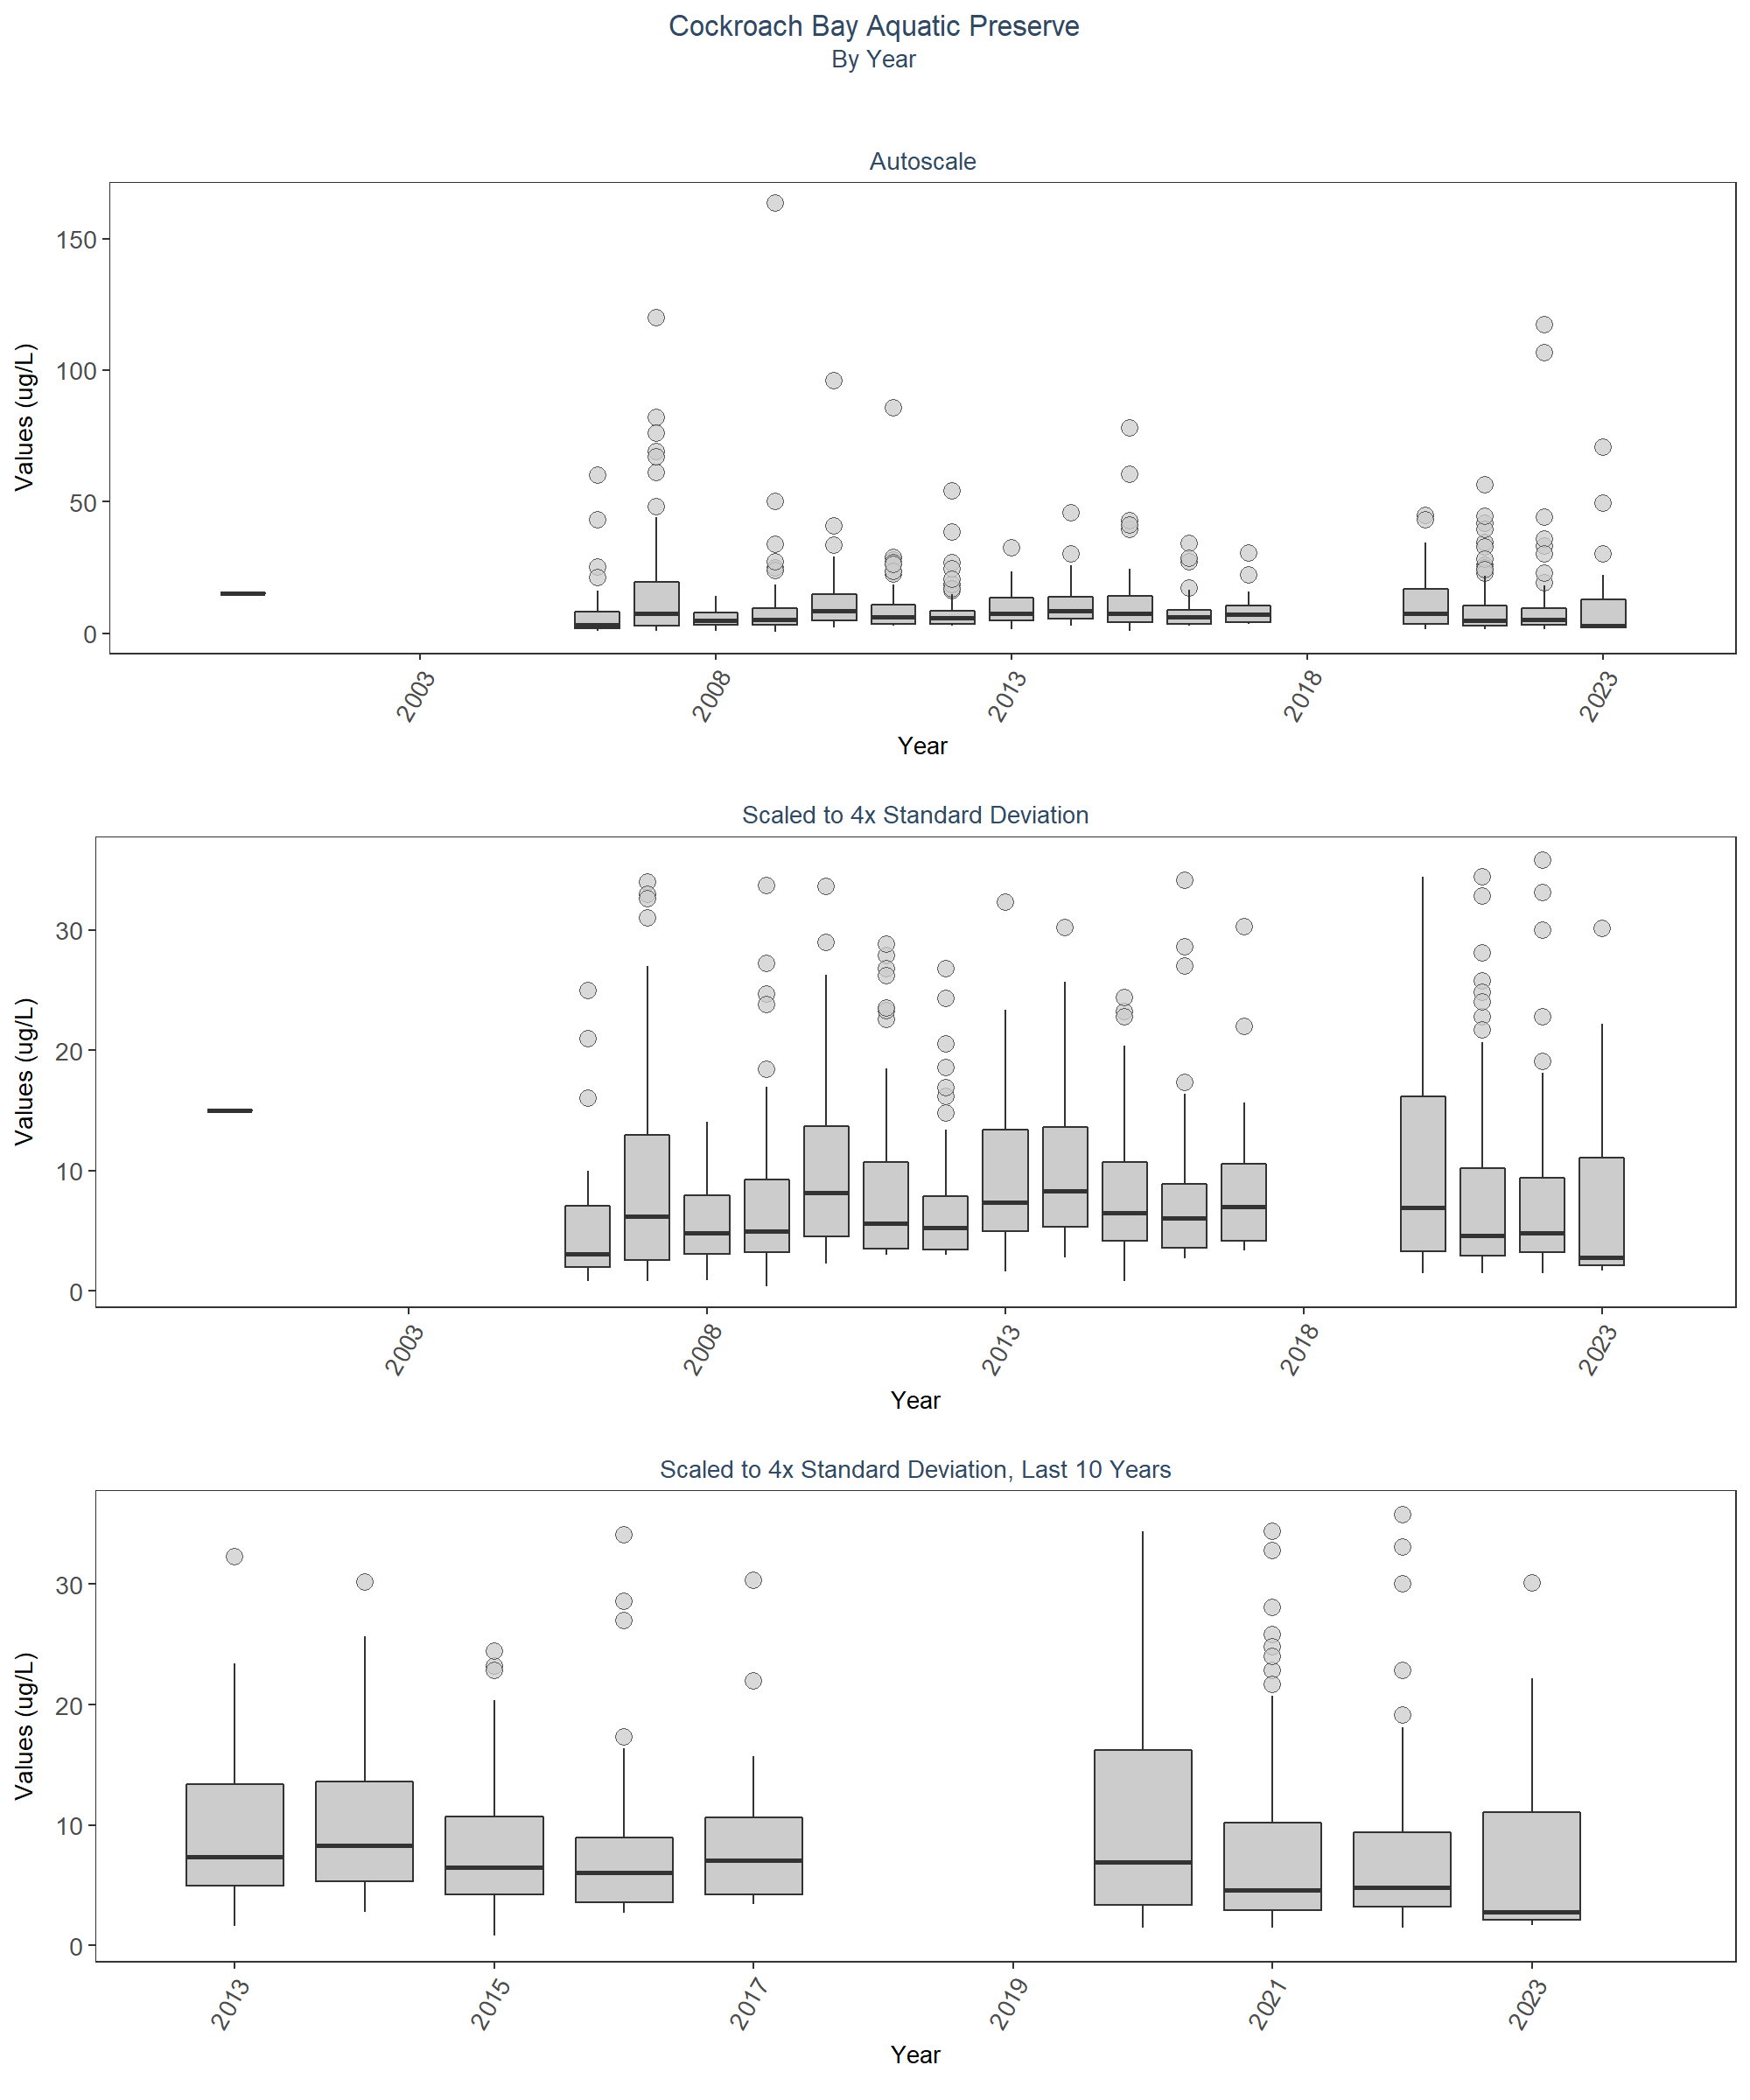 Cockroach Bay Aquatic Preserve
By Year
Autoscale
Values (ug/L)
150
100
50
0
2003 2008 2013 2018 2023
Year
Scaled to 4x Standard Deviation
Values (ug/L)
30
20
10
0
2003 2008 2013 2018 2023
Year
Scaled to 4x Standard Deviation, Last 10 Years
Values (ug/L)
30
20
10
0
2013 2015 2017 2019 2021 2023
Year